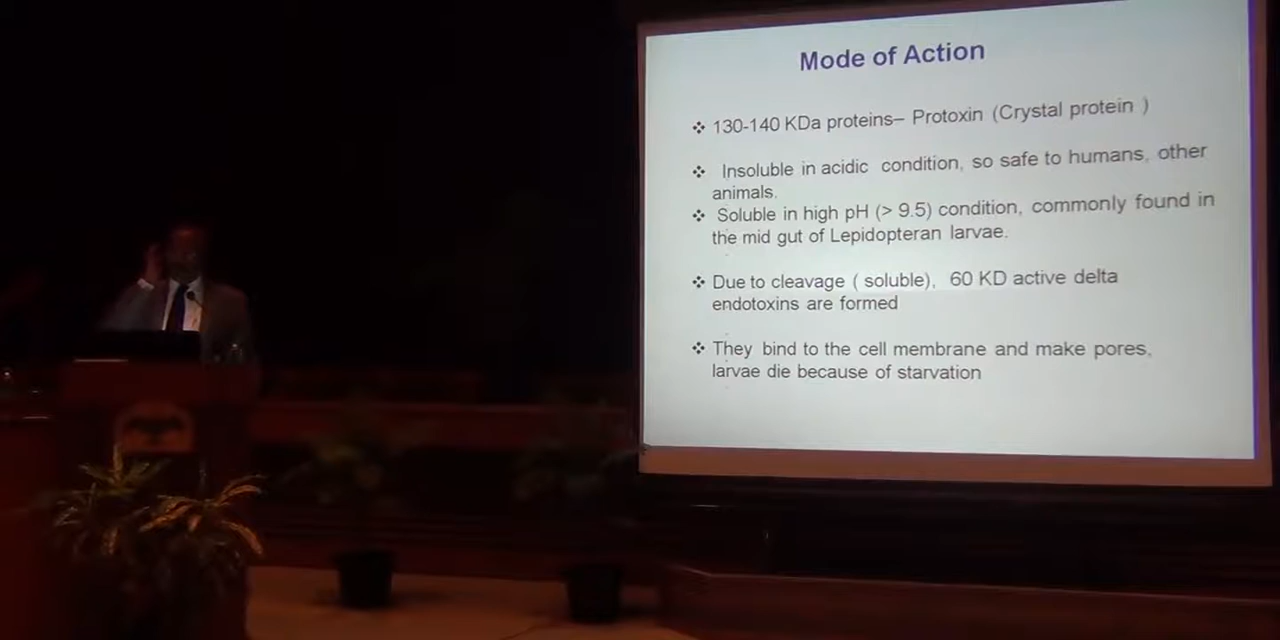 Mode of Action
❖ 130-140 KDa proteins– Protoxin (Crystal protein )
❖ Insoluble in acidic condition, so safe to humans, other
animals.
❖ Soluble in high pH (> 9.5) condition, commonly found in
the mid gut of Lepidopteran larvae.
❖ Due to cleavage ( soluble), 60 KD active delta
endotoxins are formed
❖ They bind to the cell membrane and make pores,
larvae die because of starvation